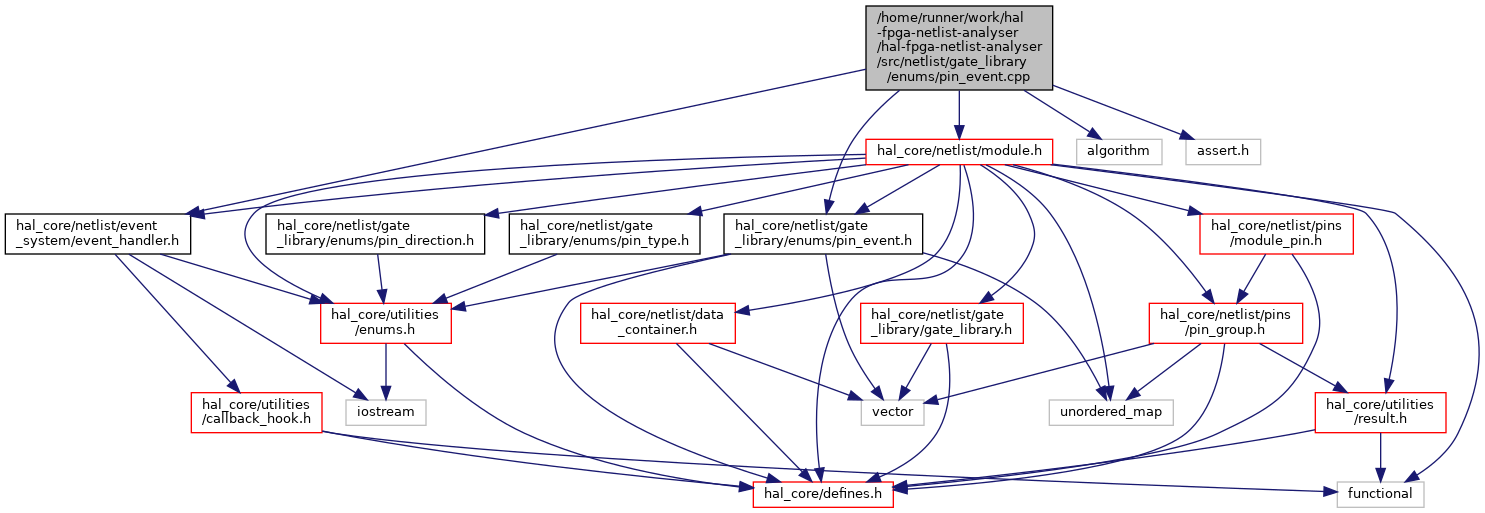 /home/runner/work/hal
-fpga-netlist-analyser
/hal-fpga-netlist-analyser
/src/netlist/gate_library
/enums/pin_event.cpp
hal_core/netlist/module.h
algorithm
assert.h
hal_core/netlist/event
_system/event_handler.h
hal_core/netlist/gate
_library/enums/pin_direction.h
hal_core/netlist/gate
_library/enums/pin_type.h
hal_core/netlist/gate
_library/enums/pin_event.h
hal_core/netlist/pins
/module_pin.h
hal_core/utilities
/enums.h
hal_core/netlist/data
_container.h
hal_core/netlist/gate
_library/gate_library.h
hal_core/netlist/pins
/pin_group.h
hal_core/utilities
/callback_hook.h
iostream
vector
unordered_map
hal_core/utilities
/result.h
hal_core/defines.h
functional